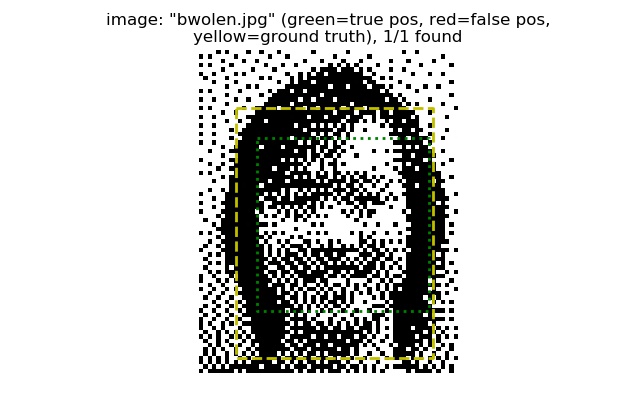 image: "bwolen.jpg" (green=true pos, red=false pos,
yellow=ground truth), 1/1 found